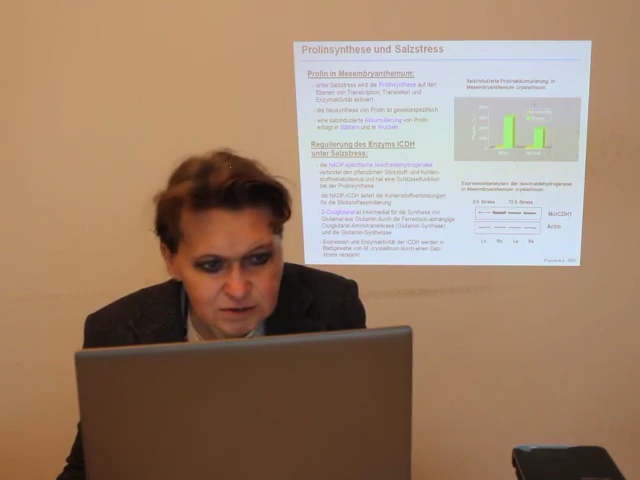 Prolinsynthese und Salzstress
Prolin in Mesembryanthemum:
- unter Salzstress wird die Prolinsynthese auf den
Ebenen von Transkription, Translation und
Enzymaktivität aktiviert
- die Neusynthese von Prolin ist gewebespezifisch
- eine salzinduzierte Akkumulierung von Prolin
erfolgt in Blättern und in Wurzeln
Regulierung des Enzyms ICDH
unter Salzstress:
- die NADP-spezifische Isocitratdehydrogenase
verbindet den pflanzlichen Stickstoff- und Kohlen-
stoffmetabolismus und hat eine Schlüsselfunktion
bei der Prolinsynthese
- die NADP-ICDH liefert die Kohlenstoffverbindungen
für die Stickstoffassimilierung
- 2-Oxoglutarat ist Intermediat für die Synthese von
Glutamat aus Glutamin durch die Ferredoxin-abhängige
Oxoglutarat-Aminotransferase (Glutamin-Synthase)
und die Glutamin-Synthetase
- Expression und Enzymaktivität der ICDH werden in
Blattgewebe von M. crystallinum durch einen Salz-
stress verstärkt
Salzinduzierte Prolinakkumulierung in
Mesembryanthemum crystallinum
Expressionsanalysen der Isocitratdehydrogenase
in Mesembryanthemum crystallinum
0 h Stress 72 h Stress
McICDH1
Actin
Le Ro Le Ro